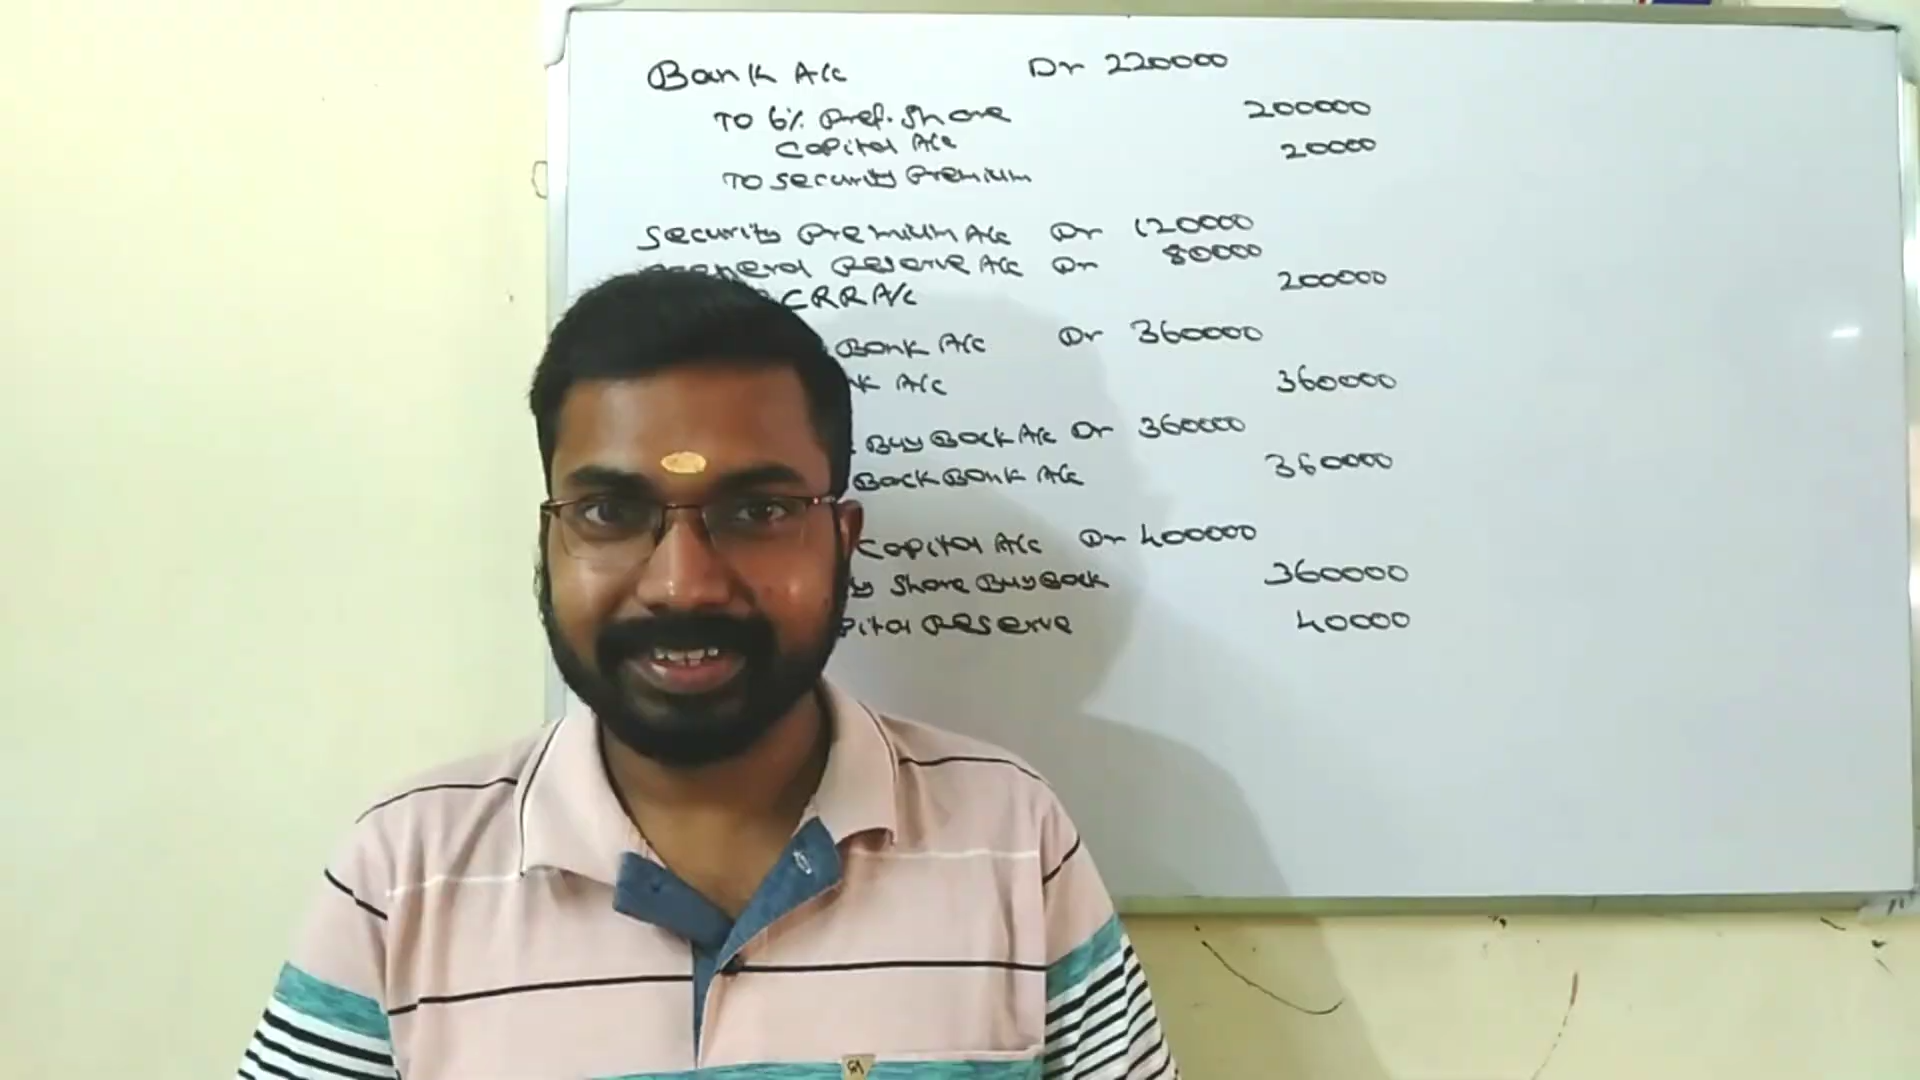 Bank A/c Dr 220000
To 6% Pref. Share 200000
Capital A/c 20000
To Security Premium
Security Premium A/c Dr 120000
General Reserve A/c Dr 80000
CRR A/c 200000
Bank A/c Dr 360000
A/c 360000
Buy Back A/c Dr 360000
Back Bank A/c 360000
Capital A/c Dr 400000
Share Buy Back 360000
Reserve 40000